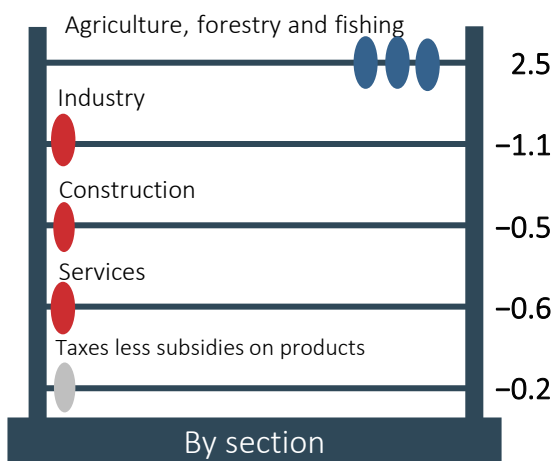 Agriculture, forestry and fishing
2.5
Industry
−1.1
Construction
−0.5
Services
−0.6
Taxes less subsidies on products
−0.2
By section